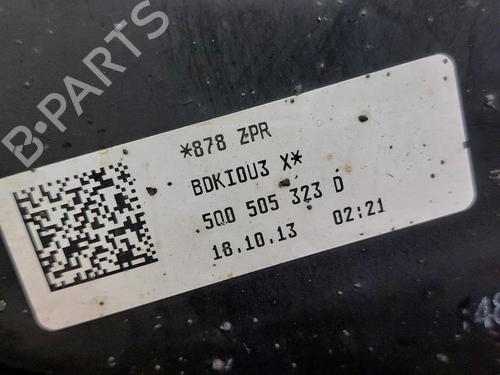 B-PARTS
*878 ZPR
BDKIOU3 X*
5Q0 505 323 D
18.10.13 02:21